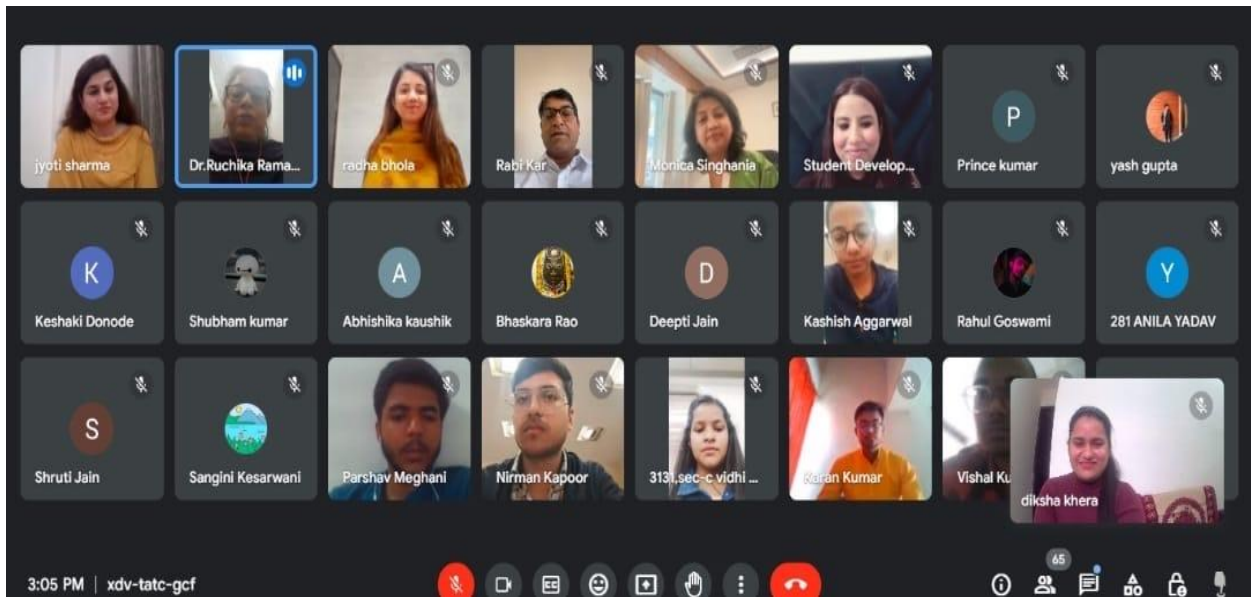 jyoti sharma
Dr.Ruchika Rama...
radha bhola
Rabi Kar
Monica Singhania
Student Develop...
P
Prince kumar
yash gupta
K
Keshaki Donode
Shubham kumar
A
Abhishika kaushik
Bhaskara Rao
D
Deepti Jain
Kashish Aggarwal
Rahul Goswami
Y
281 ANILA YADAV
S
Shruti Jain
Sangini Kesarwani
Parshav Meghani
Nirman Kapoor
3131,sec-c vidhi ...
Karan Kumar
Vishal Ku
diksha khera
3:05 PM | xdv-tatc-gcf
CC
65